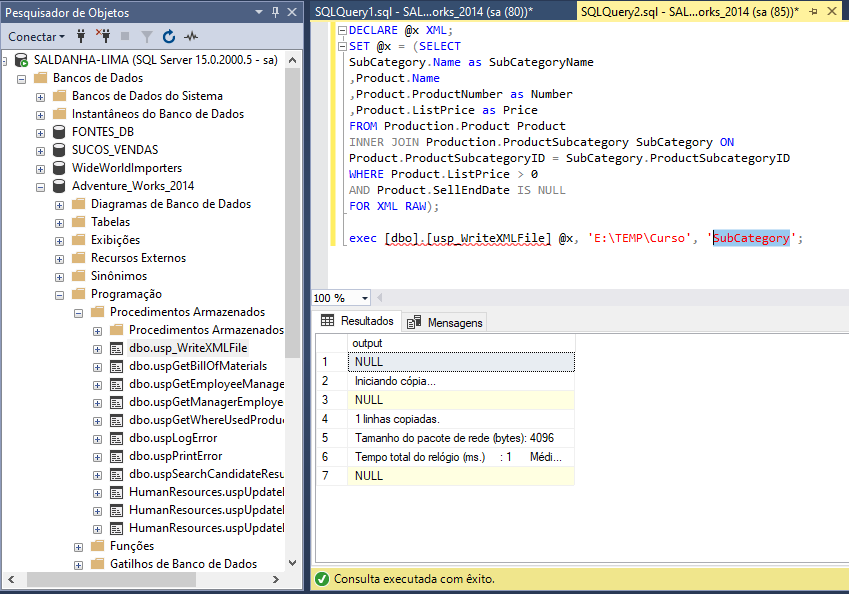 Pesquisador de Objetos
Conectar
SALDANHA-LIMA (SQL Server 15.0.2000.5 - sa)
Bancos de Dados
Bancos de Dados do Sistema
Instantâneos do Banco de Dados
FONTES_DB
SUCOS_VENDAS
WideWorldImporters
Adventure_Works_2014
Diagramas de Banco de Dados
Tabelas
Exibições
Recursos Externos
Sinônimos
Programação
Procedimentos Armazenados
Procedimentos Armazenados
dbo.usp_WriteXMLFile
dbo.uspGetBillOfMaterials
dbo.uspGetEmployeeManage
dbo.uspGetManagerEmploye
dbo.uspGetWhereUsedProdu
dbo.uspLogError
dbo.uspPrintError
dbo.uspSearchCandidateResu
HumanResources.uspUpdateI
HumanResources.uspUpdateI
HumanResources.uspUpdateI
Funções
Gatilhos de Banco de Dados
SQLQuery1.sql - SAL...orks_2014 (sa (80))*
SQLQuery2.sql - SAL...orks_2014 (sa (85))*
DECLARE @x XML;
SET @x = (SELECT
SubCategory.Name as SubCategoryName
,Product.Name
,Product.ProductNumber as Number
,Product.ListPrice as Price
FROM Production.Product Product
INNER JOIN Production.ProductSubcategory SubCategory ON
Product.ProductSubcategoryID = SubCategory.ProductSubcategoryID
WHERE Product.ListPrice > 0
AND Product.SellEndDate IS NULL
FOR XML RAW);
exec [dbo].[usp_WriteXMLFile] @x, 'E:\TEMP\Curso', 'SubCategory';
100 %
Resultados Mensagens
output
1 NULL
2 Iniciando cópia...
3 NULL
4 1 linhas copiadas.
5 Tamanho do pacote de rede (bytes): 4096
6 Tempo total do relógio (ms.) : 1 Médi...
7 NULL
Consulta executada com êxito.